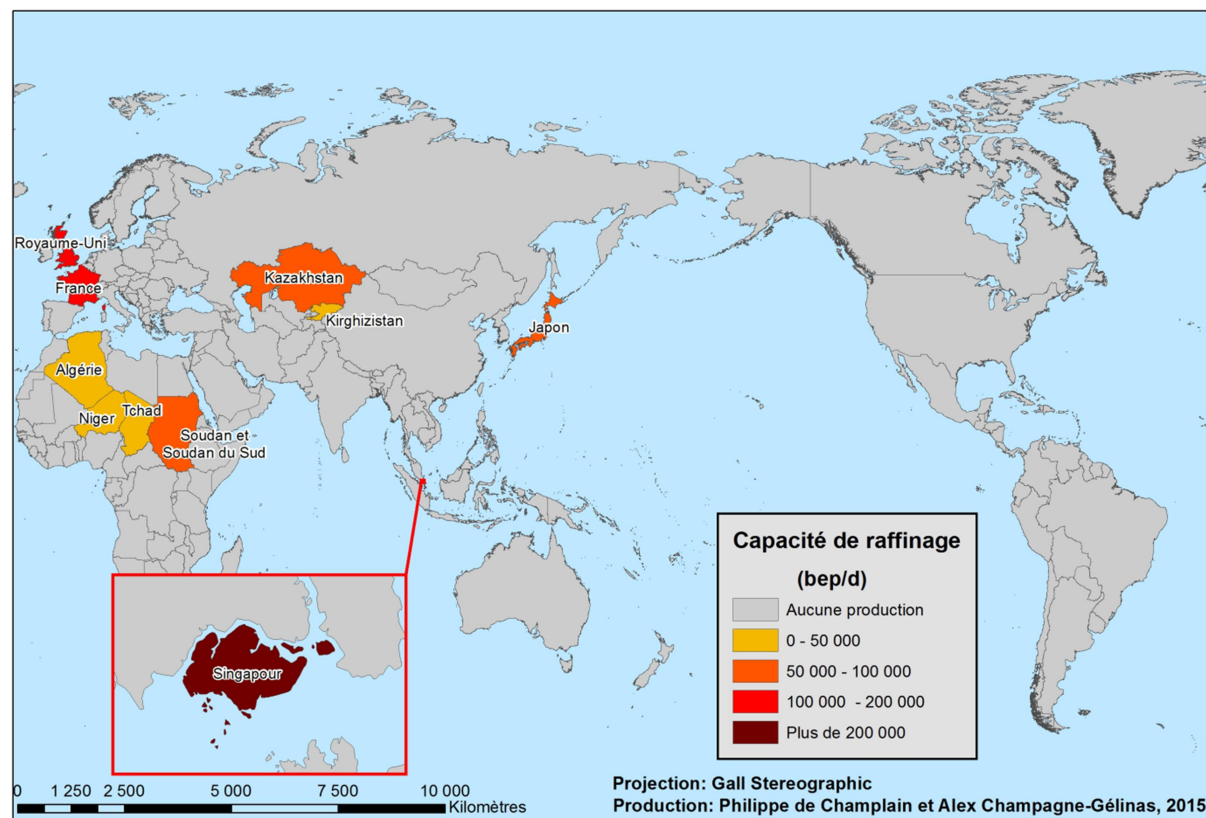 Royaume-Uni
France
Kazakhstan
Kirghizistan
Japon
Algérie
Niger
Tchad
Soudan et
Soudan du Sud
Singapour
Capacité de raffinage
(bep/d)
Aucune production
0 - 50 000
50 000 - 100 000
100 000 - 200 000
Plus de 200 000
0 1 250 2 500 5 000 7 500 10 000
Kilomètres
Projection: Gall Stereographic
Production: Philippe de Champlain et Alex Champagne-Gélinas, 2015